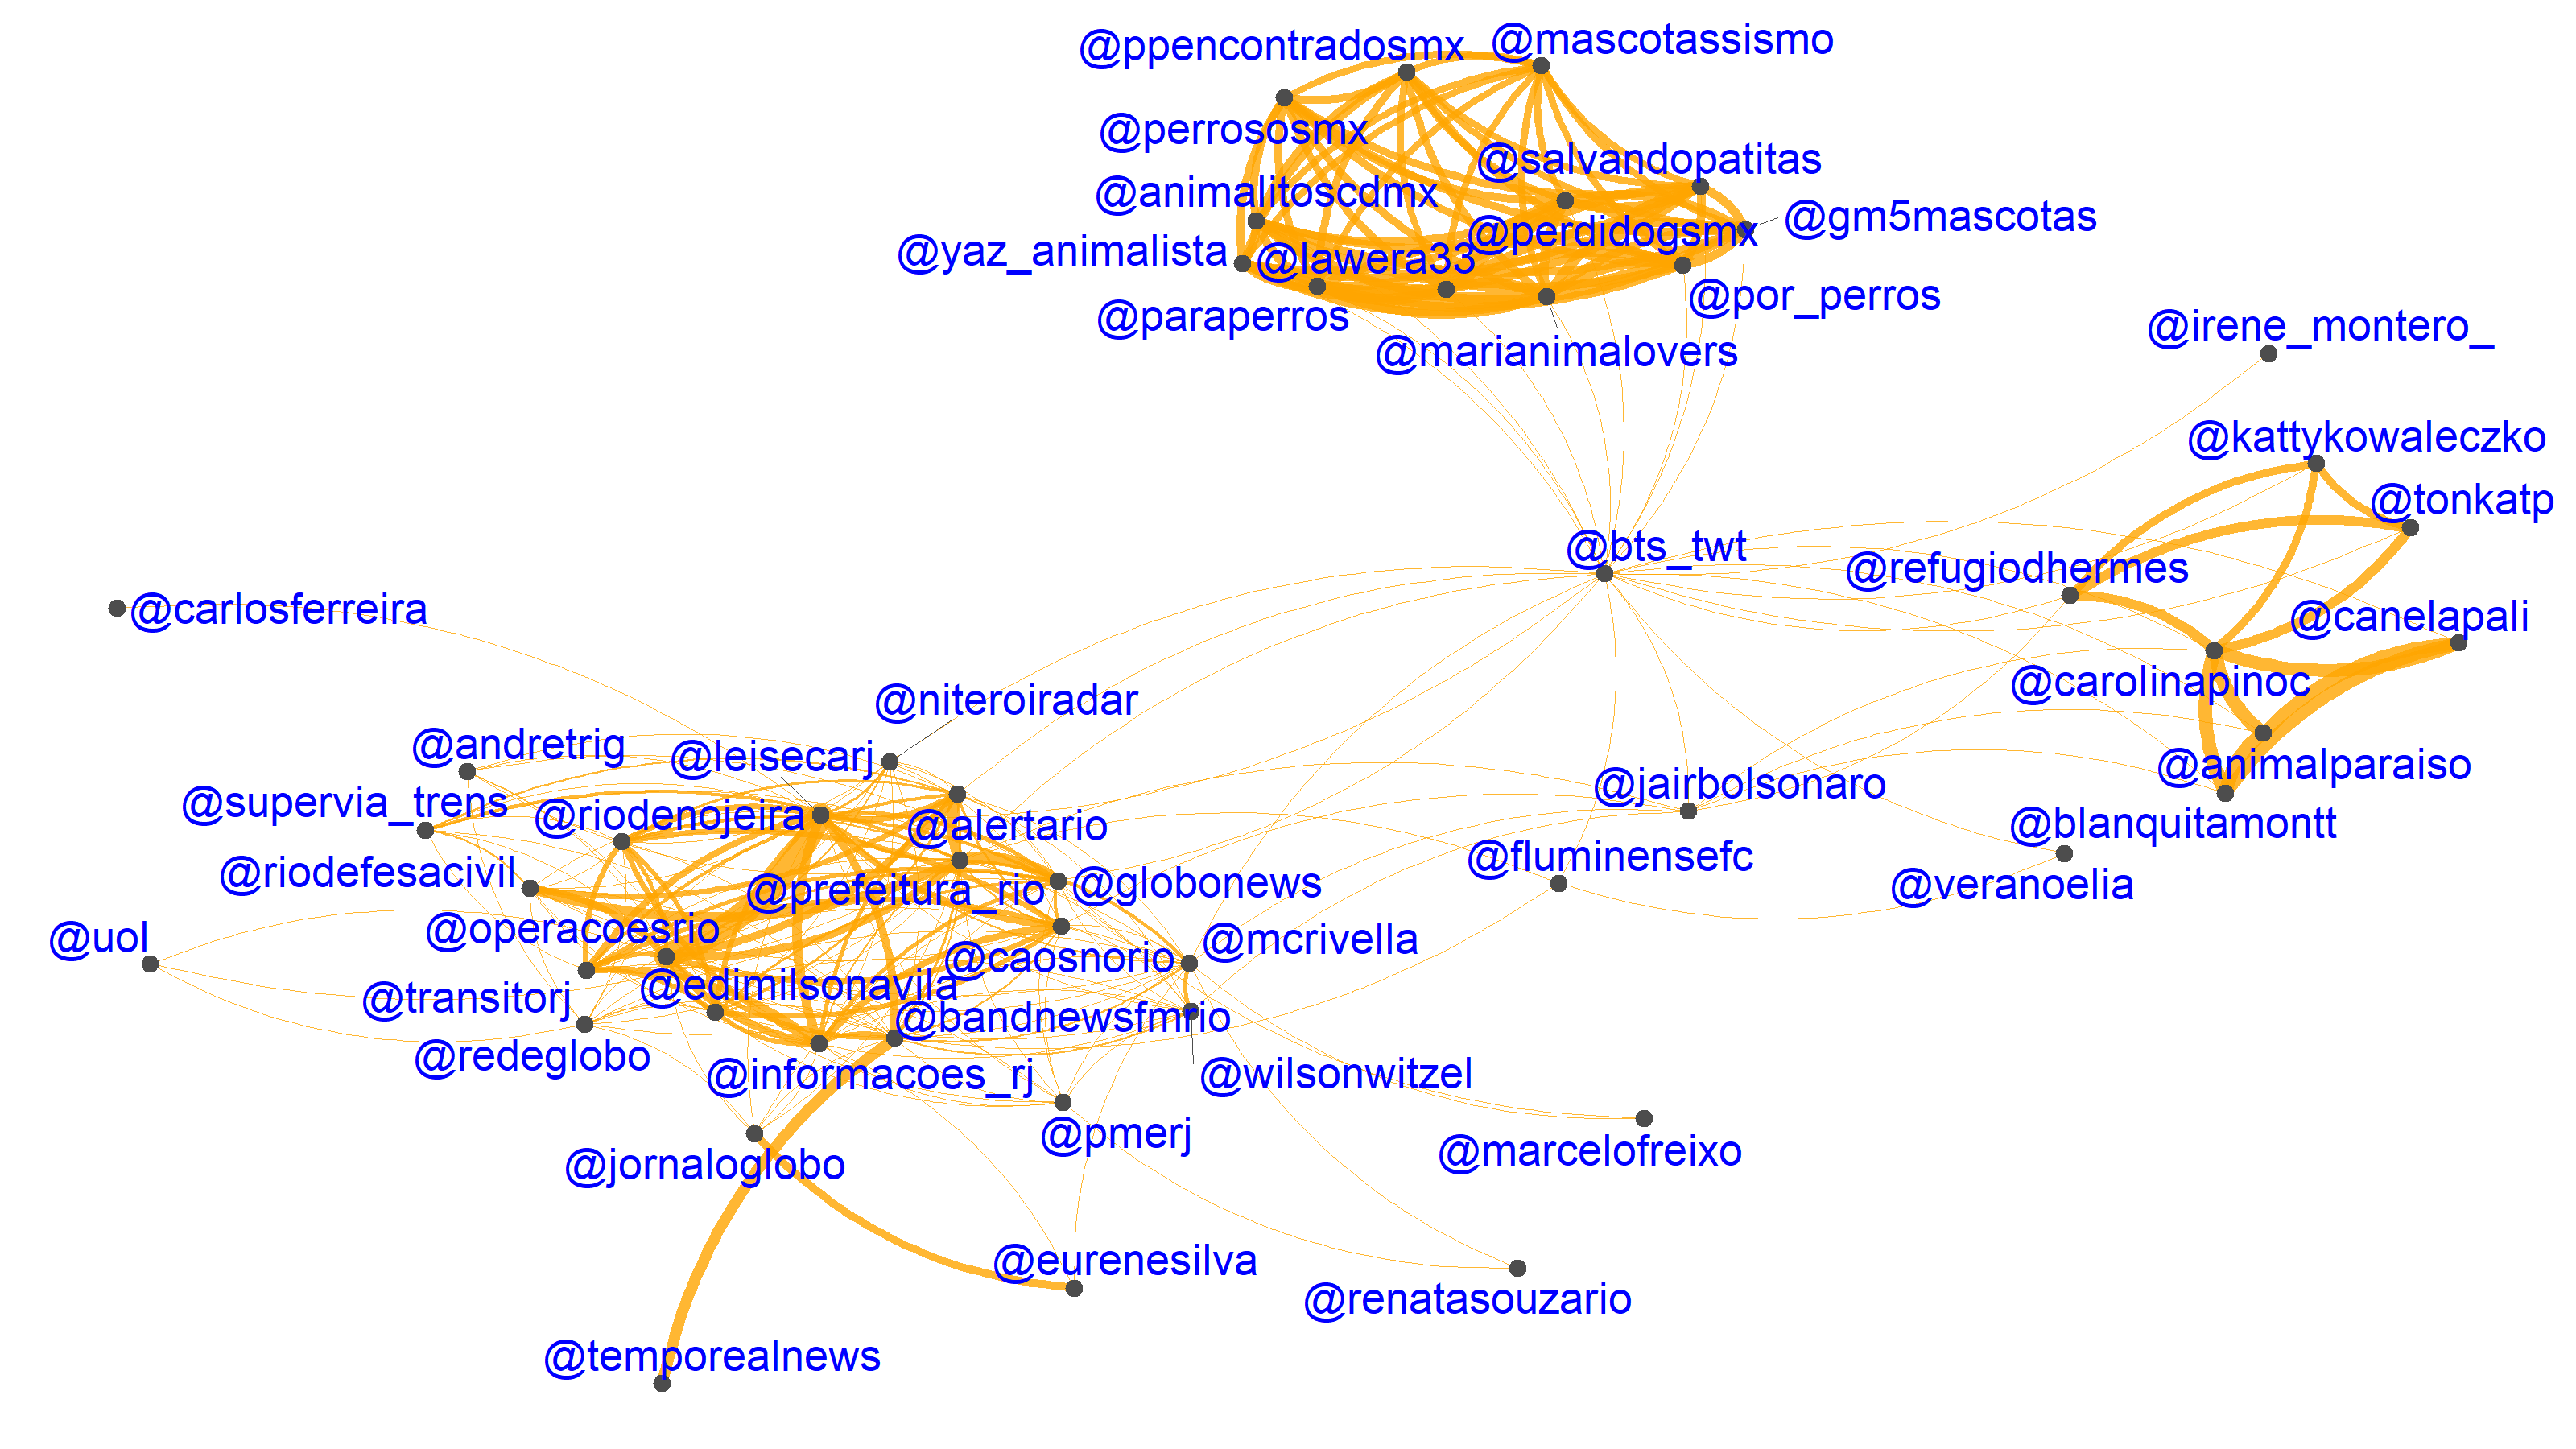 @ppencontradosmx
@mascotassismo
@perrososmx
@salvandopatitas
@animalitoscdmx
@gm5mascotas
@perdidogsmx
@yaz_animalista
@lawera33
@por_perros
@paraperros
@marianimalovers
@irene_montero_
@kattykowaleczko
@tonkatp
@bts_twt
@refugiodhermes
@canelapali
@carlosferreira
@carolinapinoc
@niteroiradar
@andretrig
@leisecarj
@animalparaiso
@jairbolsonaro
@supervia_trens
@riodenojeira
@alertario
@blanquitamontt
@fluminensefc
@riodefesacivil
@prefeitura_rio
@globonews
@veranoelia
@uol
@operacoesrio
@mcrivella
@caosnorio
@transitorj
@edimilsonavila
@bandnewsfmrio
@redeglobo
@informacoes_rj
@wilsonwitzel
@pmerj
@marcelofreixo
@jornaloglobo
@eurenesilva
@renatasouzario
@temporealnews